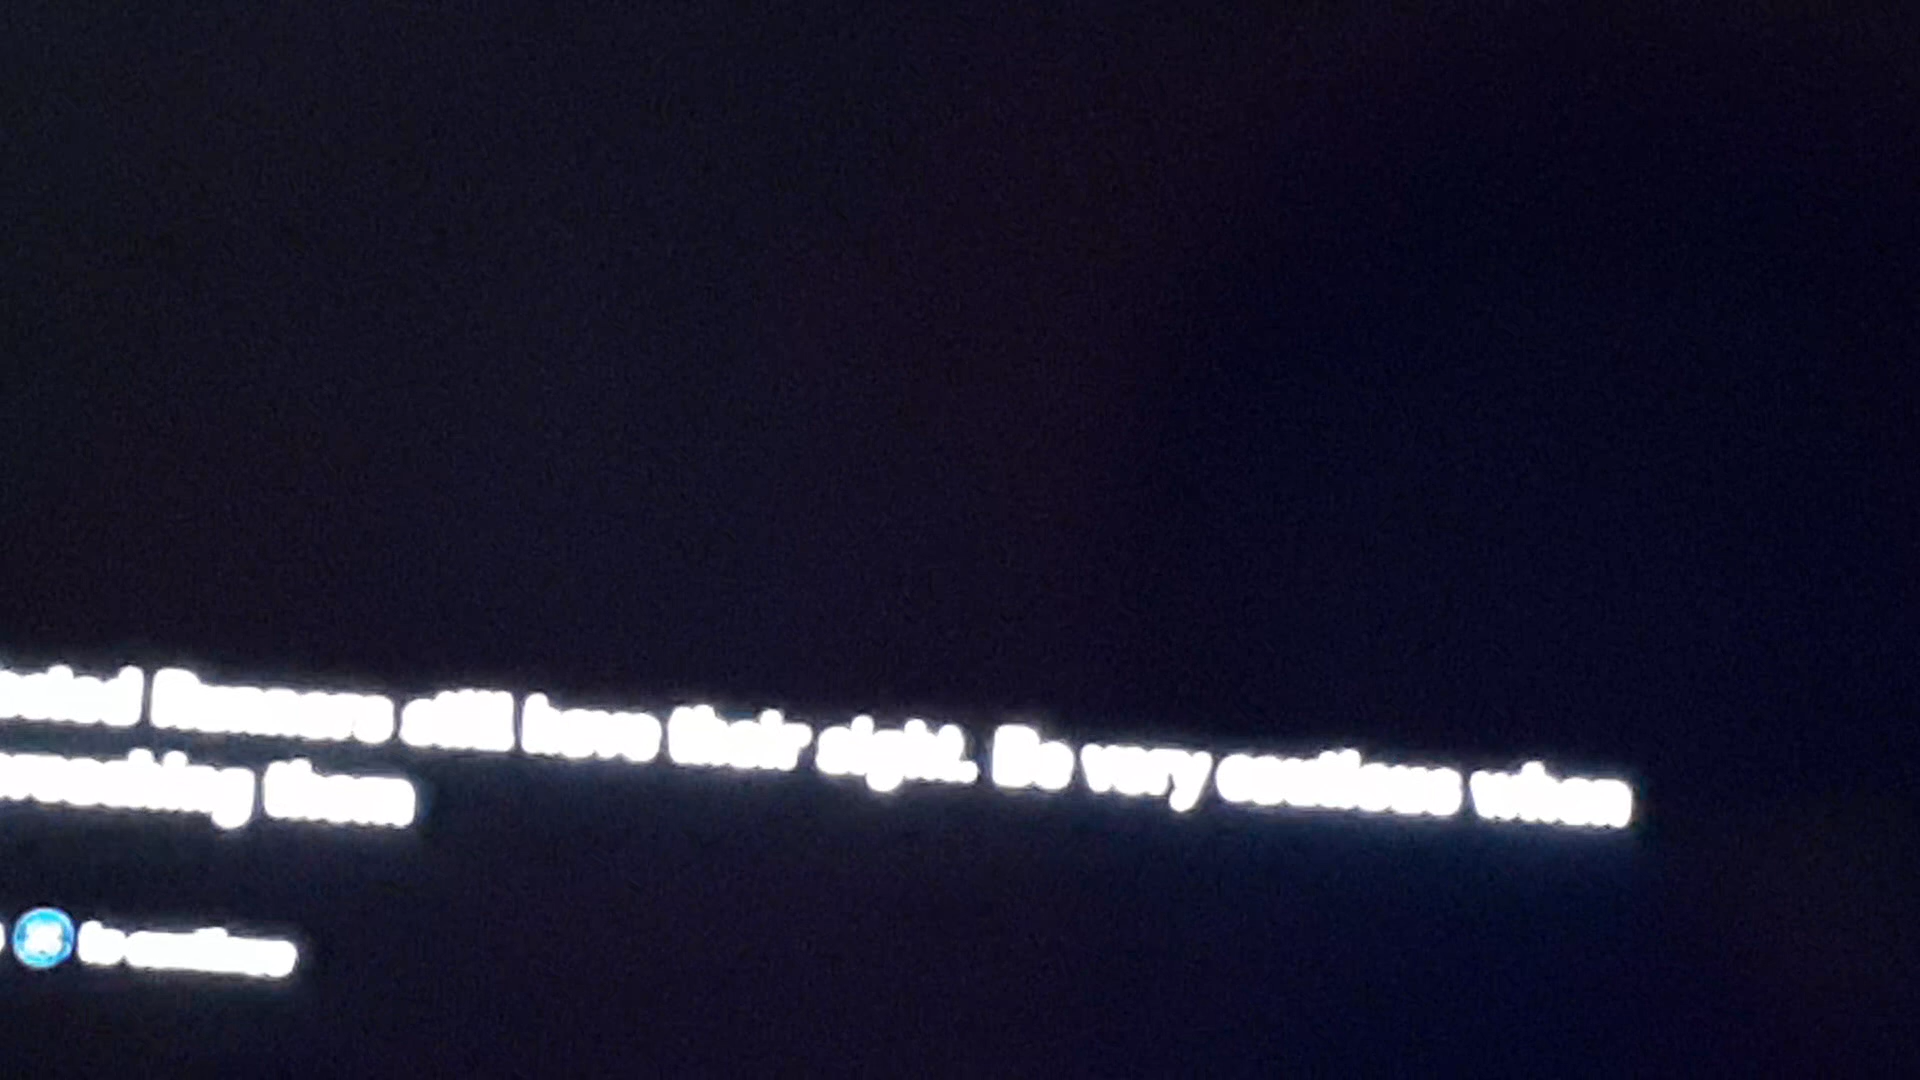 Runners still have their sight. Be very cautious when
them
to continue